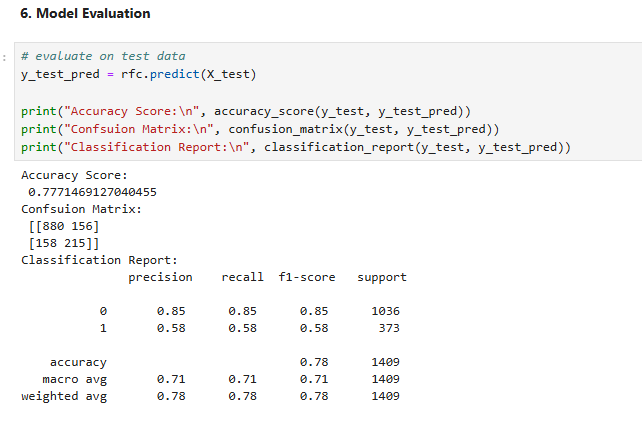 6. Model Evaluation
:
# evaluate on test data
y_test_pred = rfc.predict(X_test)
print("Accuracy Score:\n", accuracy_score(y_test, y_test_pred))
print("Confsuion Matrix:\n", confusion_matrix(y_test, y_test_pred))
print("Classification Report:\n", classification_report(y_test, y_test_pred))
Accuracy Score:
0.7771469127040455
Confsuion Matrix:
[[880 156]
[158 215]]
Classification Report:
precision recall f1-score support
0 0.85 0.85 0.85 1036
1 0.58 0.58 0.58 373
accuracy 0.78 1409
macro avg 0.71 0.71 0.71 1409
weighted avg 0.78 0.78 0.78 1409